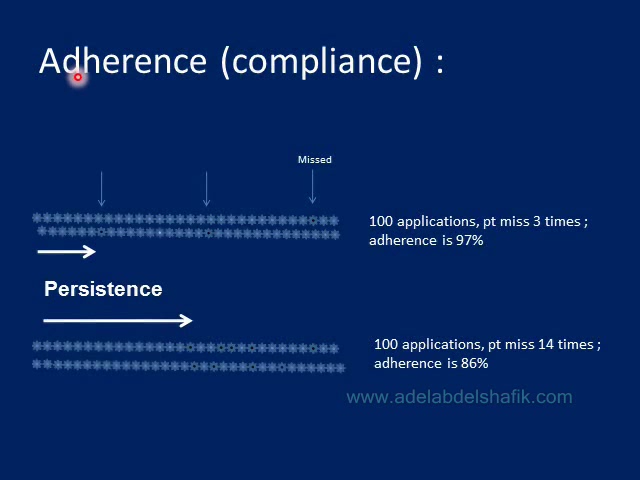 Adherence (compliance) :
Missed
100 applications, pt miss 3 times ;
adherence is 97%
Persistence
100 applications, pt miss 14 times ;
adherence is 86%
www.adelabdelshafik.com